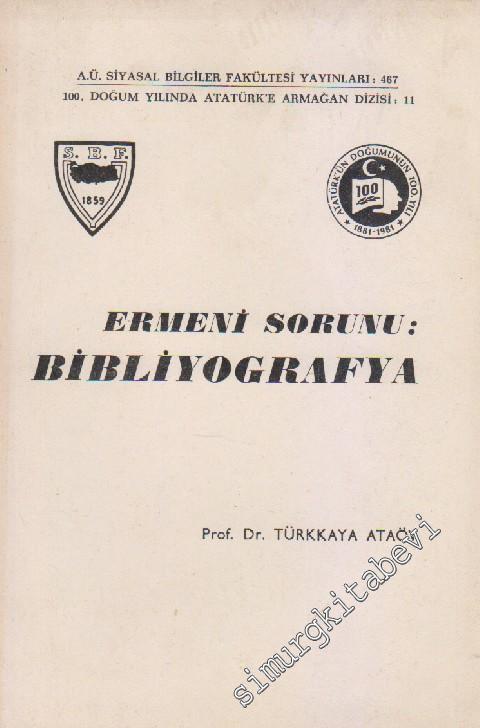 A.Ü. SİYASAL BİLGİLER FAKÜLTESİ YAYINLARI: 467
100. DOĞUM YILINDA ATATÜRK'E ARMAĞAN DİZİSİ: 11
S.B.F.
1859
ATATÜRK'ÜN DOĞUMUNUN 100. YILI
100
1881-1981
ERMENİ SORUNU:
BİBLİYOGRAFYA
Prof. Dr. TÜRKKAYA ATAÖV
simurgkitabevi.com